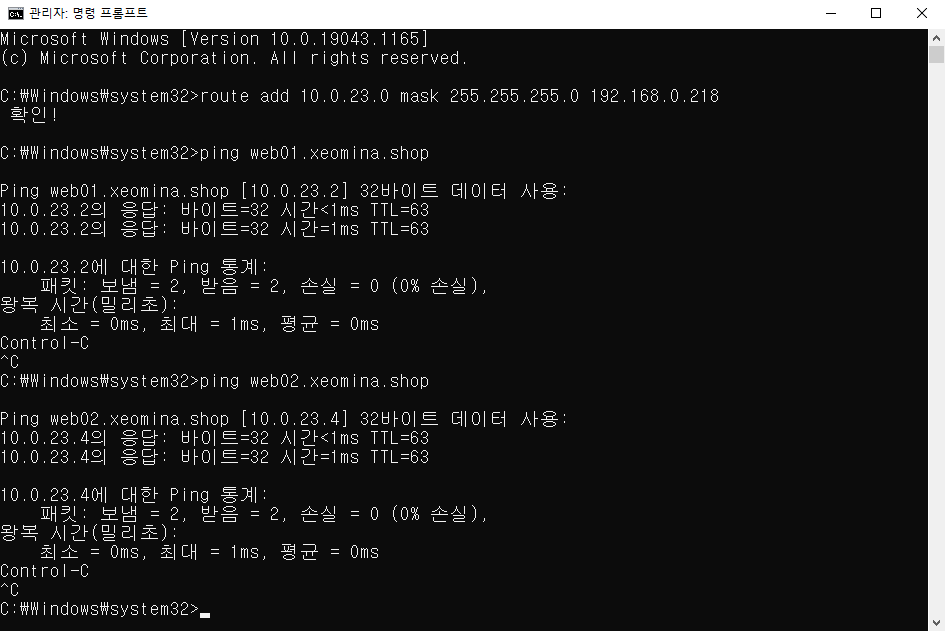 관리자: 명령 프롬프트
Microsoft Windows [Version 10.0.19043.1165]
(c) Microsoft Corporation. All rights reserved.
C:₩Windows₩system32>route add 10.0.23.0 mask 255.255.255.0 192.168.0.218
 확인!
C:₩Windows₩system32>ping web01.xeomina.shop
Ping web01.xeomina.shop [10.0.23.2] 32바이트 데이터 사용:
10.0.23.2의 응답: 바이트=32 시간<1ms TTL=63
10.0.23.2의 응답: 바이트=32 시간=1ms TTL=63
10.0.23.2에 대한 Ping 통계:
    패킷: 보냄 = 2, 받음 = 2, 손실 = 0 (0% 손실),
왕복 시간(밀리초):
    최소 = 0ms, 최대 = 1ms, 평균 = 0ms
Control-C
^C
C:₩Windows₩system32>ping web02.xeomina.shop
Ping web02.xeomina.shop [10.0.23.4] 32바이트 데이터 사용:
10.0.23.4의 응답: 바이트=32 시간<1ms TTL=63
10.0.23.4의 응답: 바이트=32 시간=1ms TTL=63
10.0.23.4에 대한 Ping 통계:
    패킷: 보냄 = 2, 받음 = 2, 손실 = 0 (0% 손실),
왕복 시간(밀리초):
    최소 = 0ms, 최대 = 1ms, 평균 = 0ms
Control-C
^C
C:₩Windows₩system32>